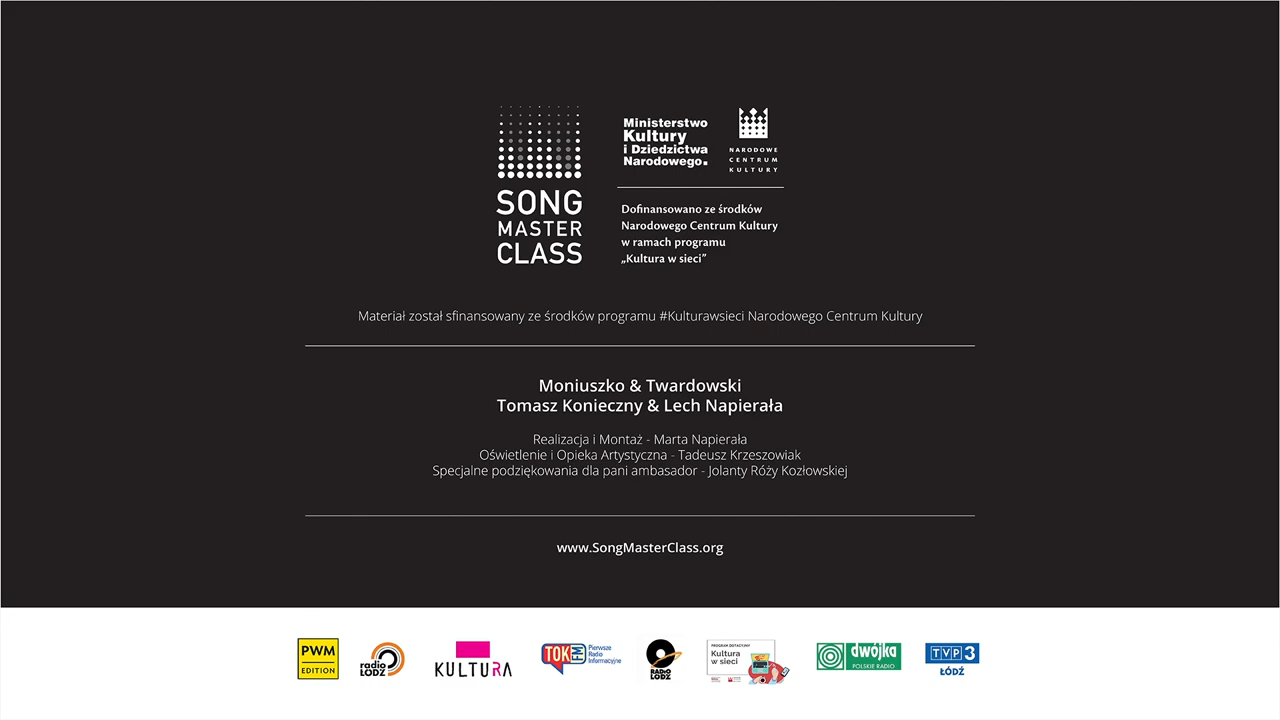 SONG
MASTER
CLASS
Ministerstwo
Kultury
i Dziedzictwa
Narodowego.
NARODOWE
CENTRUM
KULTURY
Dofinansowano ze środków
Narodowego Centrum Kultury
w ramach programu
„Kultura w sieci”
Materiał został sfinansowany ze środków programu #Kulturawsieci Narodowego Centrum Kultury
Moniuszko & Twardowski
Tomasz Konieczny & Lech Napierała
Realizacja i Montaż - Marta Napierała
Oświetlenie i Opieka Artystyczna - Tadeusz Krzeszowiak
Specjalne podziękowania dla pani ambasador - Jolanty Róży Kozłowskiej
www.SongMasterClass.org
PWM
EDITION
radio
ŁÓDŹ
KULTURA
TOK
FM
Pierwsze
Radio
Informacyjne
RADIO
ŁÓDŹ
PROGRAM DOTACYJNY
Kultura
w sieci
dwójka
POLSKIE RADIO
TVP3
ŁÓDŹ